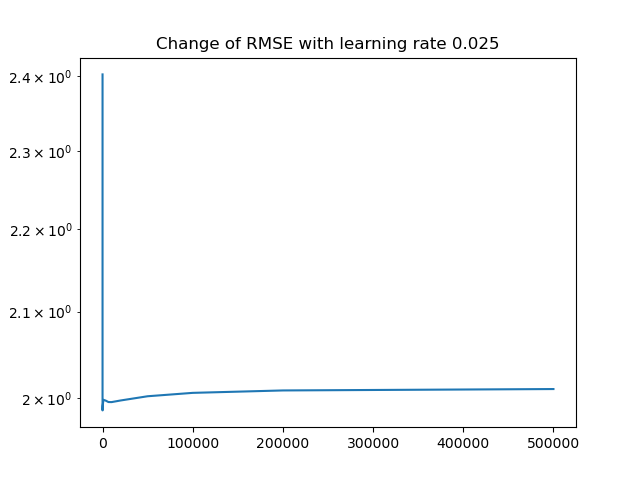 Change of RMSE with learning rate 0.025
2.4 × 10⁰
2.3 × 10⁰
2.2 × 10⁰
2.1 × 10⁰
2 × 10⁰
0 100000 200000 300000 400000 500000